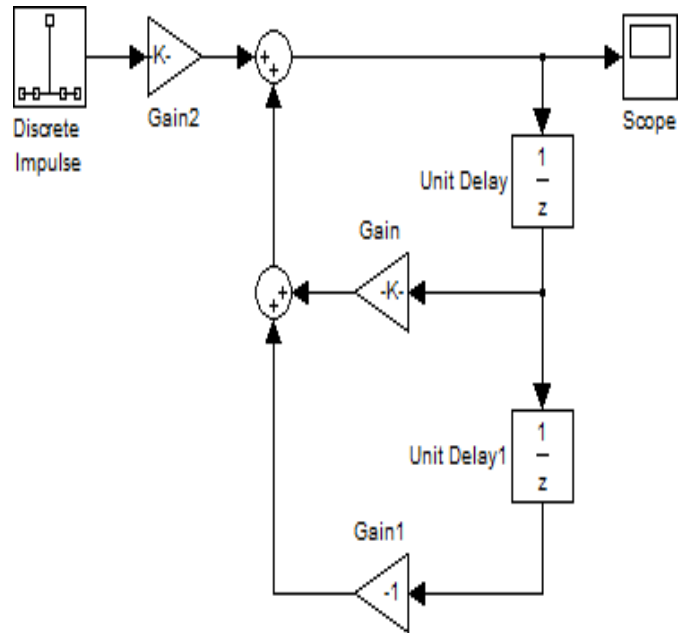 -K-
Gain2
+
+
Discrete
Impulse
Scope
Unit Delay
1
z
Gain
-K-
+
+
Unit Delay1
1
z
Gain1
-1